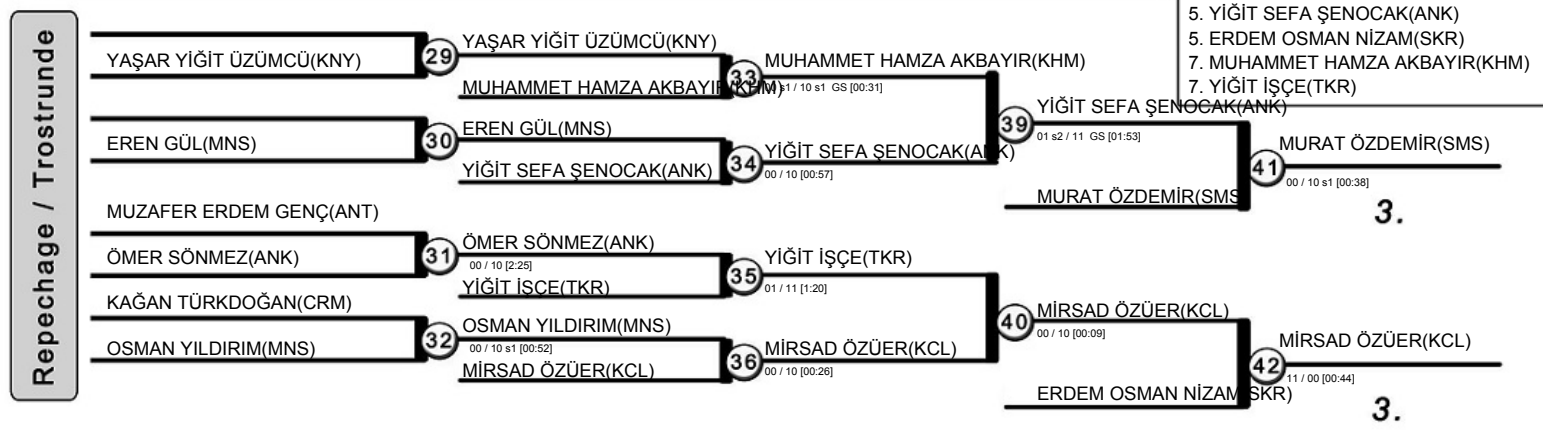 Repechage / Trostrunde
5. YİĞİT SEFA ŞENOCAK(ANK)
5. ERDEM OSMAN NİZAM(SKR)
7. MUHAMMET HAMZA AKBAYIR(KHM)
7. YİĞİT İŞÇE(TKR)
YAŞAR YİĞİT ÜZÜMCÜ(KNY)
29
YAŞAR YİĞİT ÜZÜMCÜ(KNY)
MUHAMMET HAMZA AKBAYIR(KHM)
33
MUHAMMET HAMZA AKBAYIR(KHM)
00 s1 / 10 s1 GS [00:31]
EREN GÜL(MNS)
30
EREN GÜL(MNS)
YİĞİT SEFA ŞENOCAK(ANK)
34
YİĞİT SEFA ŞENOCAK(ANK)
00 / 10 [00:57]
39
YİĞİT SEFA ŞENOCAK(ANK)
01 s2 / 11 GS [01:53]
MURAT ÖZDEMİR(SMS)
41
MURAT ÖZDEMİR(SMS)
00 / 10 s1 [00:38]
3.
MUZAFER ERDEM GENÇ(ANT)
ÖMER SÖNMEZ(ANK)
31
ÖMER SÖNMEZ(ANK)
00 / 10 [2:25]
YİĞİT İŞÇE(TKR)
35
YİĞİT İŞÇE(TKR)
01 / 11 [1:20]
KAĞAN TÜRKDOĞAN(CRM)
OSMAN YILDIRIM(MNS)
32
OSMAN YILDIRIM(MNS)
00 / 10 s1 [00:52]
MİRSAD ÖZÜER(KCL)
36
MİRSAD ÖZÜER(KCL)
00 / 10 [00:26]
40
MİRSAD ÖZÜER(KCL)
00 / 10 [00:09]
ERDEM OSMAN NİZAM(SKR)
42
MİRSAD ÖZÜER(KCL)
11 / 00 [00:44]
3.